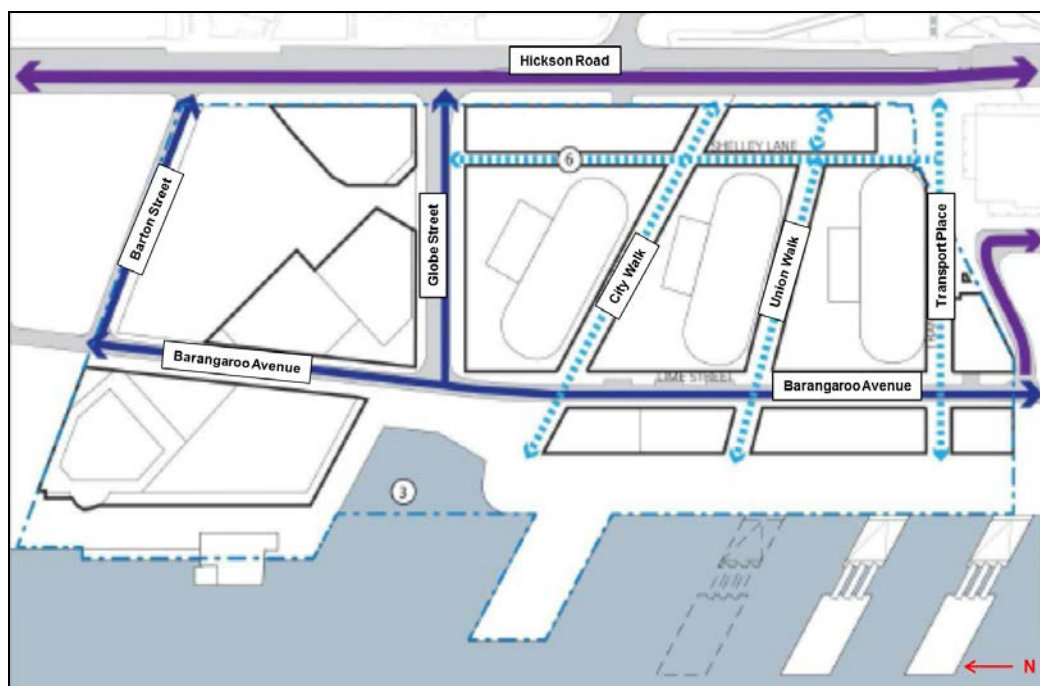 Hickson Road
SHELLEY LANE
6
Barton Street
Globe Street
City Walk
Union Walk
Transport Place
P
Barangaroo Avenue
LIME STREET
Barangaroo Avenue
3
N